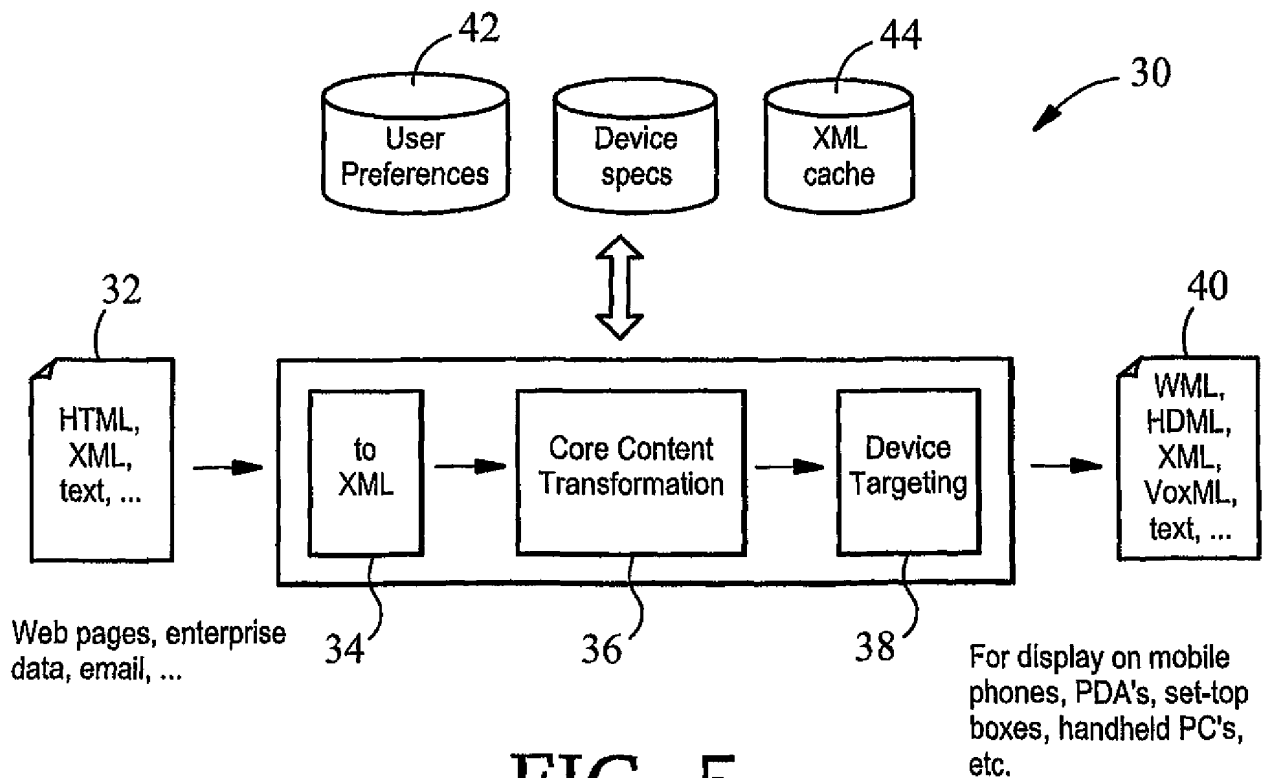 42
44
30
User
Preferences
Device
specs
XML
cache
32
40
HTML,
XML,
text, ...
to
XML
Core Content
Transformation
Device
Targeting
WML,
HDML,
XML,
VoxML,
text, ...
34
36
38
Web pages, enterprise
data, email, ...
For display on mobile
phones, PDA's, set-top
boxes, handheld PC's,
etc.
FIG. 5